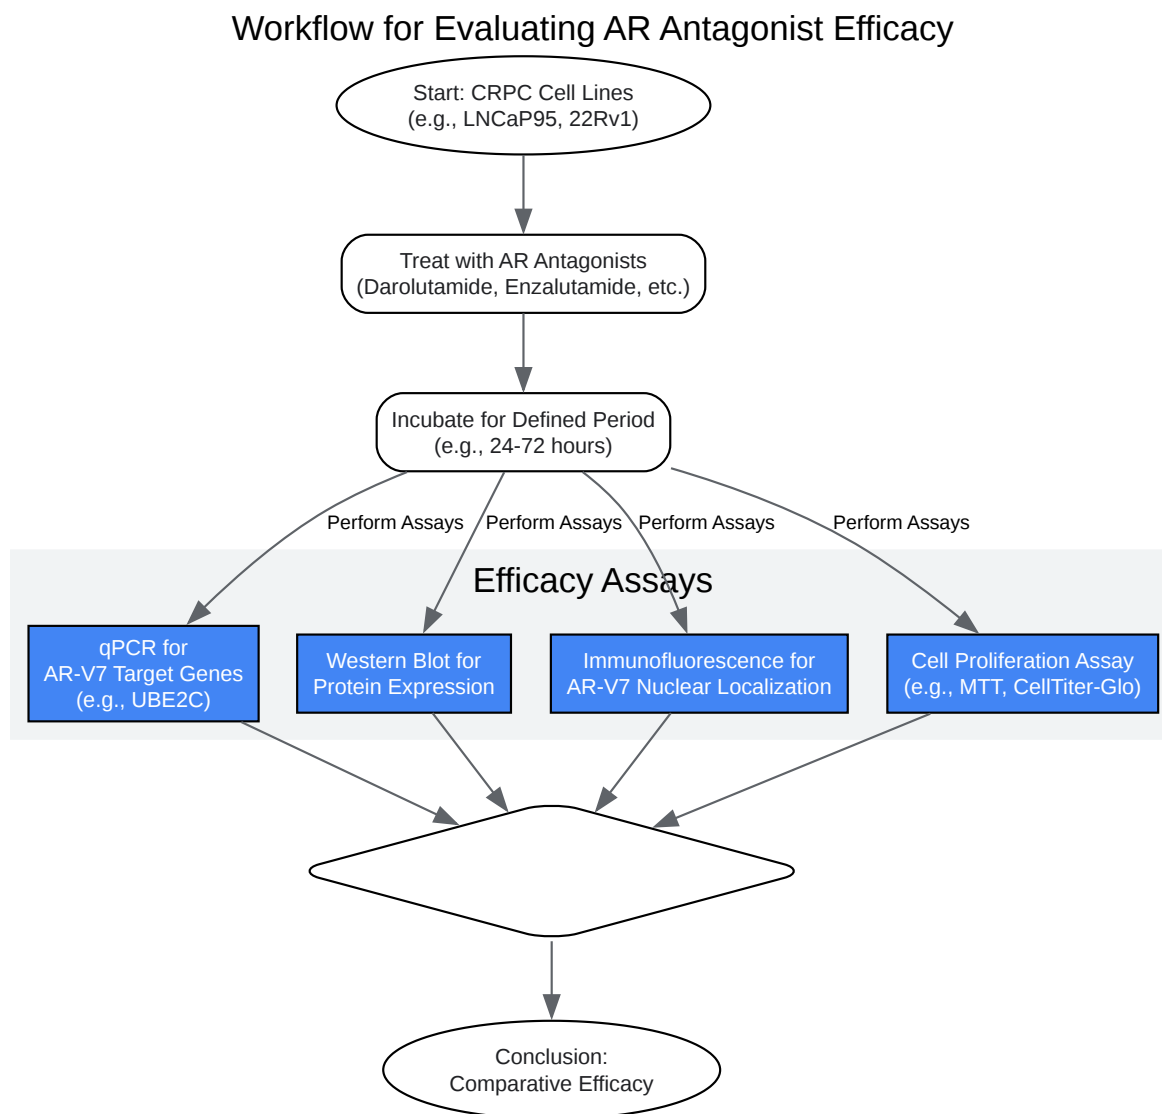 Workflow for Evaluating AR Antagonist Efficacy
Start: CRPC Cell Lines
(e.g., LNCaP95, 22Rv1)
Treat with AR Antagonists
(Darolutamide, Enzalutamide, etc.)
Incubate for Defined Period
(e.g., 24-72 hours)
Perform Assays
Perform Assays
Perform Assays
Perform Assays
Efficacy Assays
qPCR for
AR-V7 Target Genes
(e.g., UBE2C)
Western Blot for
Protein Expression
Immunofluorescence for
AR-V7 Nuclear Localization
Cell Proliferation Assay
(e.g., MTT, CellTiter-Glo)
Conclusion:
Comparative Efficacy